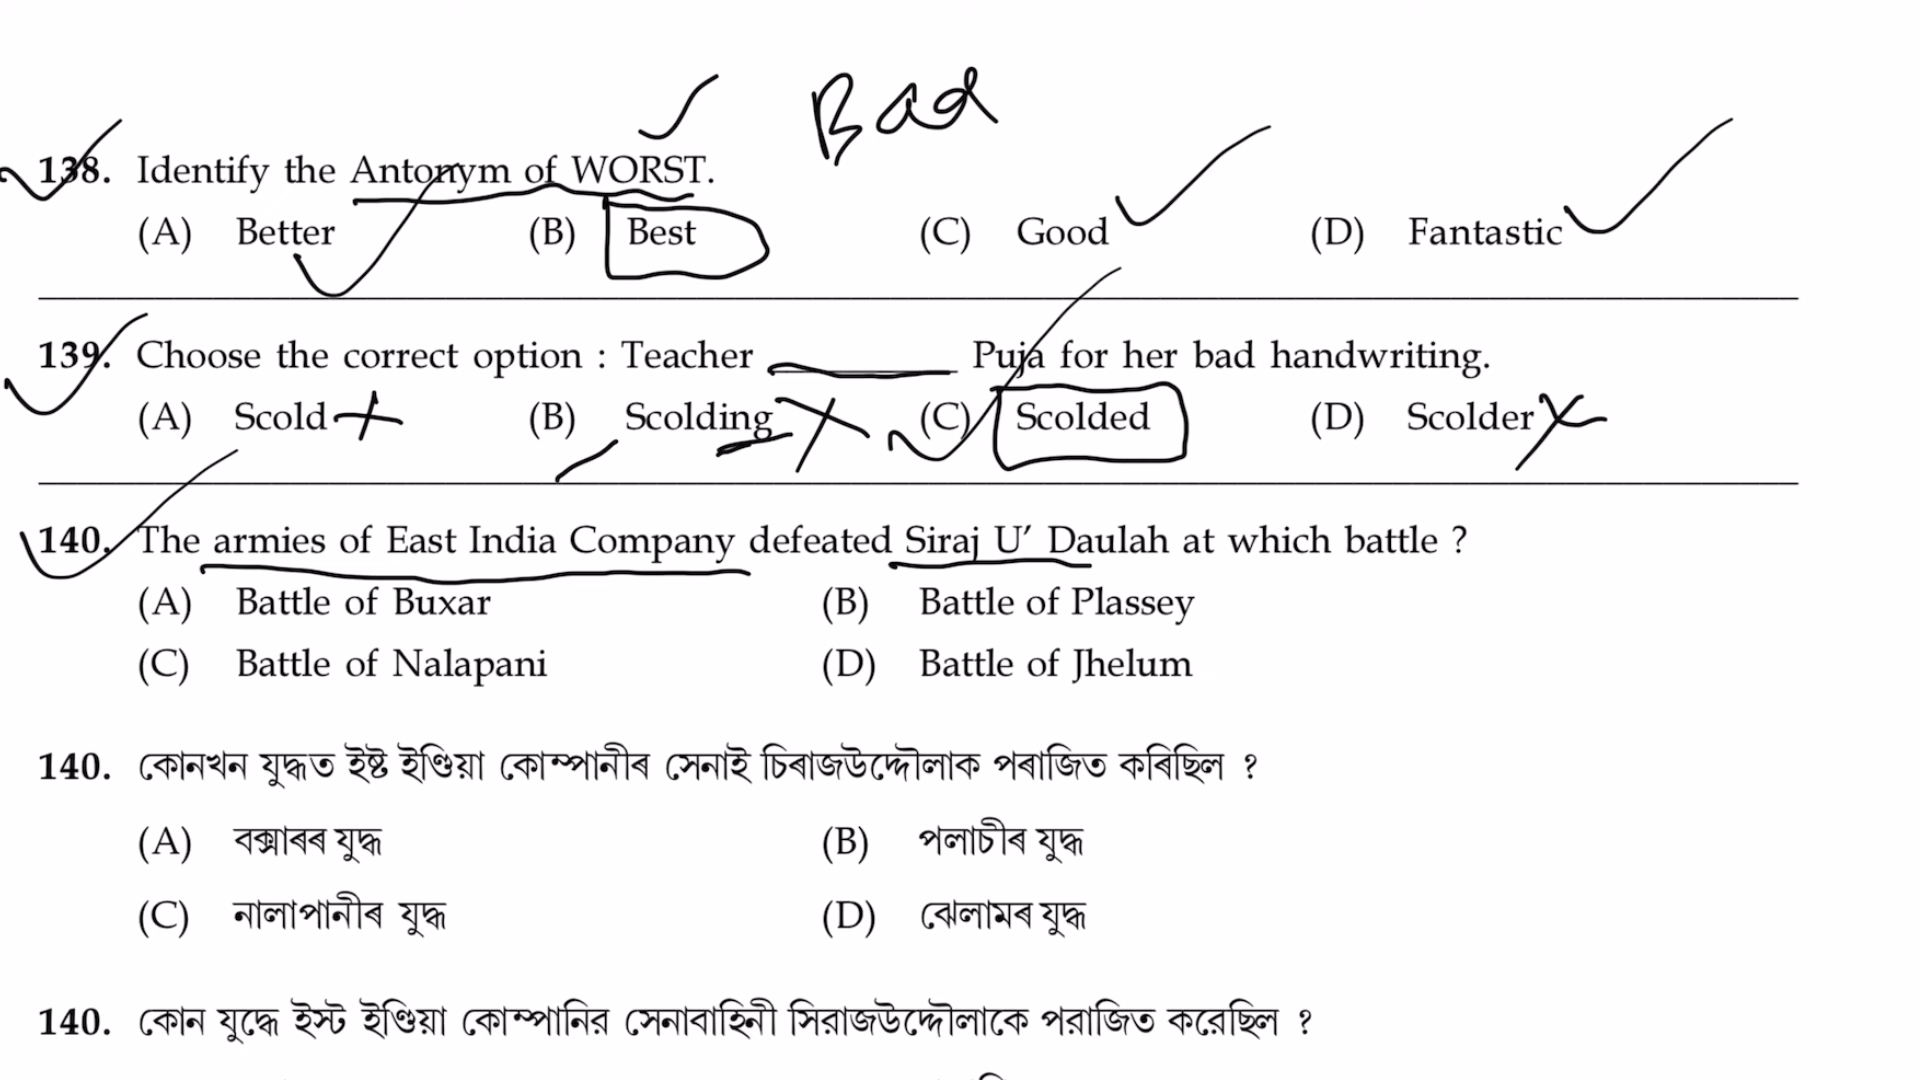 Bad
138. Identify the Antonym of WORST.
(A) Better (B) Best (C) Good (D) Fantastic
139. Choose the correct option : Teacher __________ Puja for her bad handwriting.
(A) Scold (B) Scolding (C) Scolded (D) Scolder
140. The armies of East India Company defeated Siraj U’ Daulah at which battle ?
(A) Battle of Buxar (B) Battle of Plassey
(C) Battle of Nalapani (D) Battle of Jhelum
140. কোনখন যুদ্ধত ইষ্ট ইণ্ডিয়া কোম্পানীৰ সেনাই চিৰাজউদ্দৌলাক পৰাজিত কৰিছিল ?
(A) বক্সাৰৰ যুদ্ধ (B) পলাচীৰ যুদ্ধ
(C) নালাপানীৰ যুদ্ধ (D) ঝেলামৰ যুদ্ধ
140. কোন যুদ্ধে ইস্ট ইণ্ডিয়া কোম্পানির সেনাবাহিনী সিরাজউদ্দৌলাকে পরাজিত করেছিল ?